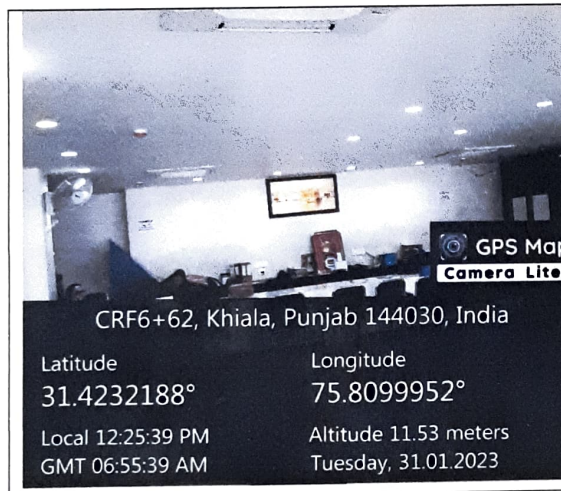 GPS Map
Camera Lite
CRF6+62, Khiala, Punjab 144030, India
Latitude
31.4232188°
Longitude
75.8099952°
Local 12:25:39 PM
GMT 06:55:39 AM
Altitude 11.53 meters
Tuesday, 31.01.2023